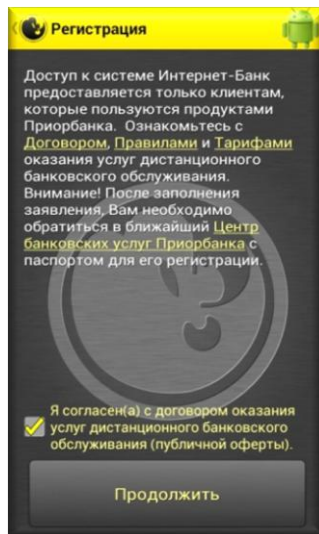 Регистрация
Доступ к системе Интернет-Банк
предоставляется только клиентам,
которые пользуются продуктами
Приорбанка. Ознакомьтесь с
Договором, Правилами и Тарифами
оказания услуг дистанционного
банковского обслуживания.
Внимание! После заполнения
заявления, Вам необходимо
обратиться в ближайший Центр
банковских услуг Приорбанка с
паспортом для его регистрации.
Я согласен(а) с договором оказания
услуг дистанционного банковского
обслуживания (публичной оферты).
Продолжить